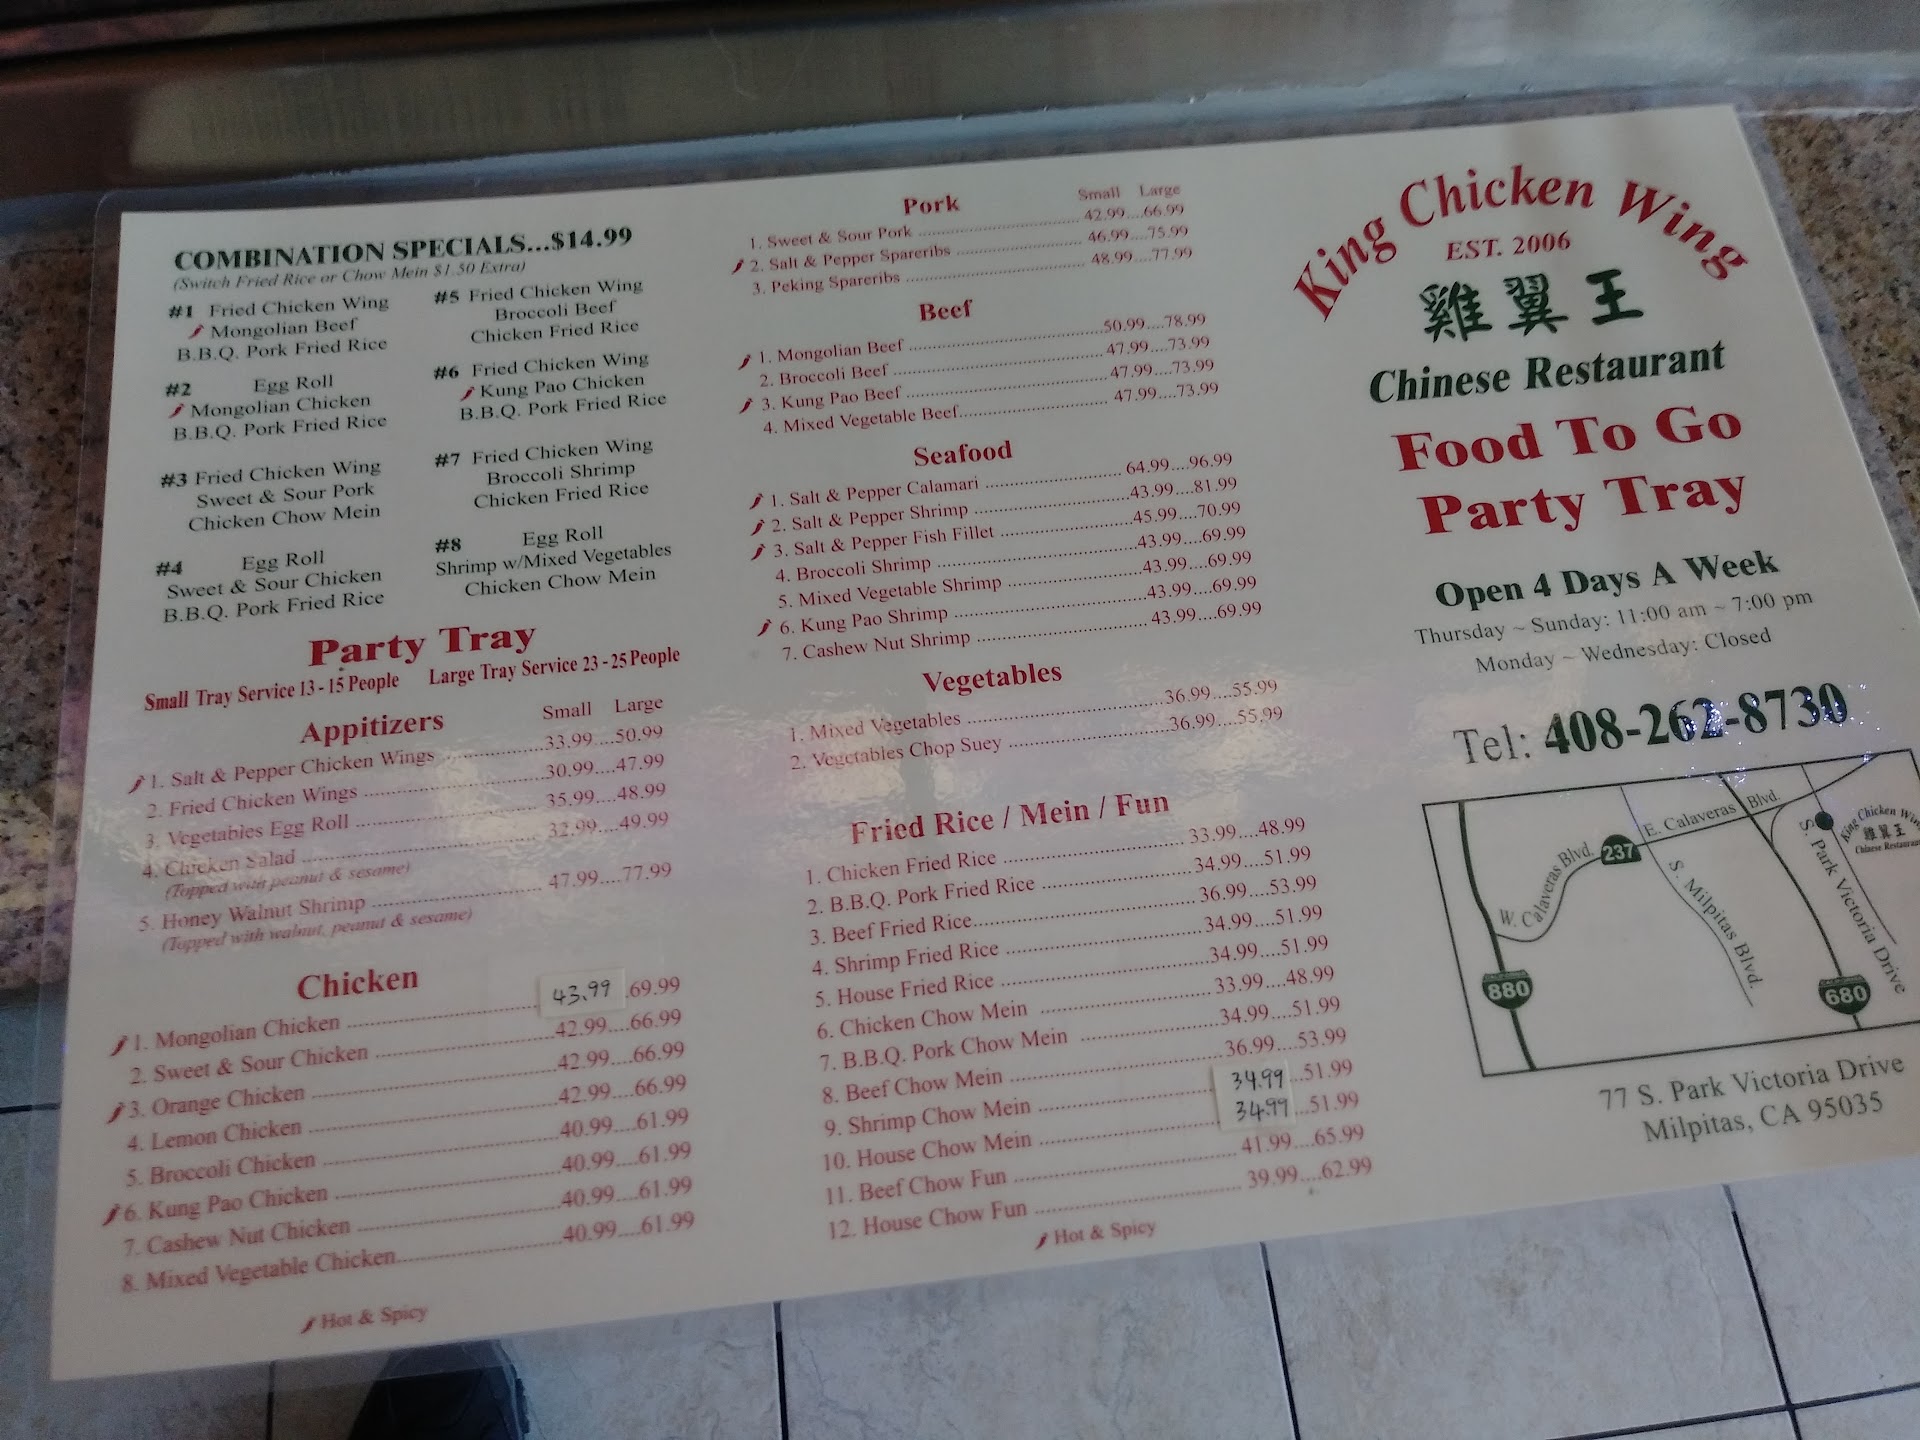 COMBINATION SPECIALS...$14.99
(Switch Fried Rice or Chow Mein $1.50 Extra)
#1 Fried Chicken Wing
Mongolian Beef
B.B.Q. Pork Fried Rice
#2 Egg Roll
Mongolian Chicken
B.B.Q. Pork Fried Rice
#3 Fried Chicken Wing
Sweet & Sour Pork
Chicken Chow Mein
#4 Egg Roll
Sweet & Sour Chicken
B.B.Q. Pork Fried Rice
#5 Fried Chicken Wing
Broccoli Beef
Chicken Fried Rice
#6 Fried Chicken Wing
Kung Pao Chicken
B.B.Q. Pork Fried Rice
#7 Fried Chicken Wing
Broccoli Shrimp
Chicken Fried Rice
#8 Egg Roll
Shrimp w/Mixed Vegetables
Chicken Chow Mein
Party Tray
Small Tray Service 13 - 15 People Large Tray Service 23 - 25 People
Appitizers Small Large
1. Salt & Pepper Chicken Wings ..........33.99....50.99
2. Fried Chicken Wings ..........30.99....47.99
3. Vegetables Egg Roll ..........35.99....48.99
4. Chicken Salad ..........32.99....49.99
(Topped with peanut & sesame)
5. Honey Walnut Shrimp ..........47.99....77.99
(Topped with walnut, peanut & sesame)
Chicken
1. Mongolian Chicken ..........43.99 .69.99
2. Sweet & Sour Chicken ..........42.99....66.99
3. Orange Chicken ..........42.99....66.99
4. Lemon Chicken ..........42.99....66.99
5. Broccoli Chicken ..........40.99....61.99
6. Kung Pao Chicken ..........40.99....61.99
7. Cashew Nut Chicken ..........40.99....61.99
8. Mixed Vegetable Chicken..........40.99....61.99
Hot & Spicy
Pork Small Large
1. Sweet & Sour Pork ..........42.99....66.99
2. Salt & Pepper Spareribs ..........46.99....75.99
3. Peking Spareribs ..........48.99....77.99
Beef
1. Mongolian Beef ..........50.99....78.99
2. Broccoli Beef ..........47.99....73.99
3. Kung Pao Beef ..........47.99....73.99
4. Mixed Vegetable Beef.......... 47.99....73.99
Seafood
1. Salt & Pepper Calamari .......... 64.99....96.99
2. Salt & Pepper Shrimp ..........43.99....81.99
3. Salt & Pepper Fish Fillet ..........45.99....70.99
4. Broccoli Shrimp ..........43.99....69.99
5. Mixed Vegetable Shrimp ..........43.99....69.99
6. Kung Pao Shrimp ..........43.99....69.99
7. Cashew Nut Shrimp .......... 43.99....69.99
Vegetables
1. Mixed Vegetables ..........36.99....55.99
2. Vegetables Chop Suey ..........36.99....55.99
Fried Rice / Mein / Fun
1. Chicken Fried Rice .......... 33.99....48.99
2. B.B.Q. Pork Fried Rice .......... 34.99....51.99
3. Beef Fried Rice.......... 36.99....53.99
4. Shrimp Fried Rice .......... 34.99....51.99
5. House Fried Rice ..........34.99....51.99
6. Chicken Chow Mein ..........33.99....48.99
7. B.B.Q. Pork Chow Mein ..........34.99....51.99
8. Beef Chow Mein ..........36.99....53.99
9. Shrimp Chow Mein ..........34.99...51.99
10. House Chow Mein ..........34.99...51.99
11. Beef Chow Fun .......... 41.99....65.99
12. House Chow Fun .......... 39.99....62.99
Hot & Spicy
King Chicken Wing
EST. 2006
雞翼王
Chinese Restaurant
Food To Go
Party Tray
Open 4 Days A Week
Thursday ~ Sunday: 11:00 am ~ 7:00 pm
Monday ~ Wednesday: Closed
Tel: 408-262-8730
W. Calaveras Blvd.
237
E. Calaveras Blvd.
S. Milpitas Blvd.
S. Park Victoria Drive
King Chicken Wing
雞翼王
Chinese Restaurant
880
680
77 S. Park Victoria Drive
Milpitas, CA 95035